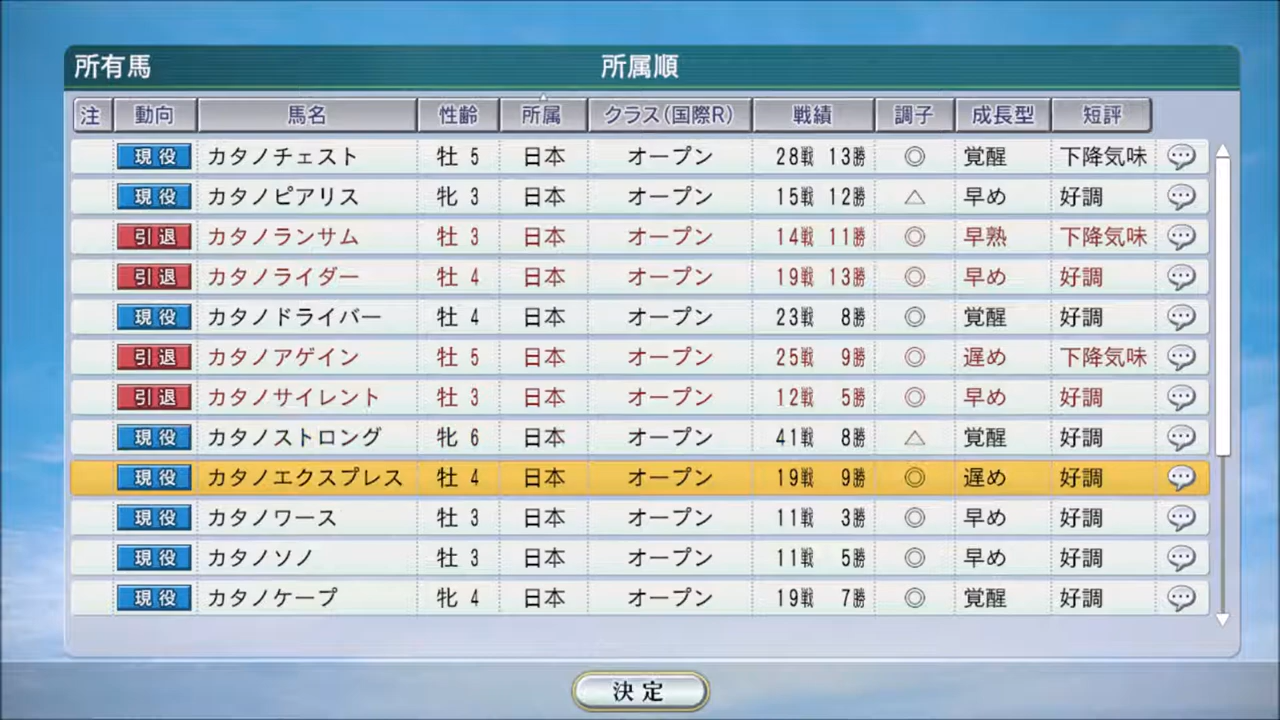 所有馬 所属順
注 動向 馬名 性齢 所属 クラス(国際R) 戦績 調子 成長型 短評
現役 カタノチェスト 牡 5 日本 オープン 28戦 13勝 ◎ 覚醒 下降気味
現役 カタノピアリス 牝 3 日本 オープン 15戦 12勝 △ 早め 好調
引退 カタノランサム 牡 3 日本 オープン 14戦 11勝 ◎ 早熟 下降気味
引退 カタノライダー 牡 4 日本 オープン 19戦 13勝 ◎ 早め 好調
現役 カタノドライバー 牡 4 日本 オープン 23戦 8勝 ◎ 覚醒 好調
引退 カタノアゲイン 牡 5 日本 オープン 25戦 9勝 ◎ 遅め 下降気味
引退 カタノサイレント 牡 3 日本 オープン 12戦 5勝 ◎ 早め 好調
現役 カタノストロング 牝 6 日本 オープン 41戦 8勝 △ 覚醒 好調
現役 カタノエクスプレス 牡 4 日本 オープン 19戦 9勝 ◎ 遅め 好調
現役 カタノワース 牡 3 日本 オープン 11戦 3勝 ◎ 早め 好調
現役 カタノソノ 牡 3 日本 オープン 11戦 5勝 ◎ 早め 好調
現役 カタノケープ 牝 4 日本 オープン 19戦 7勝 ◎ 覚醒 好調
決定